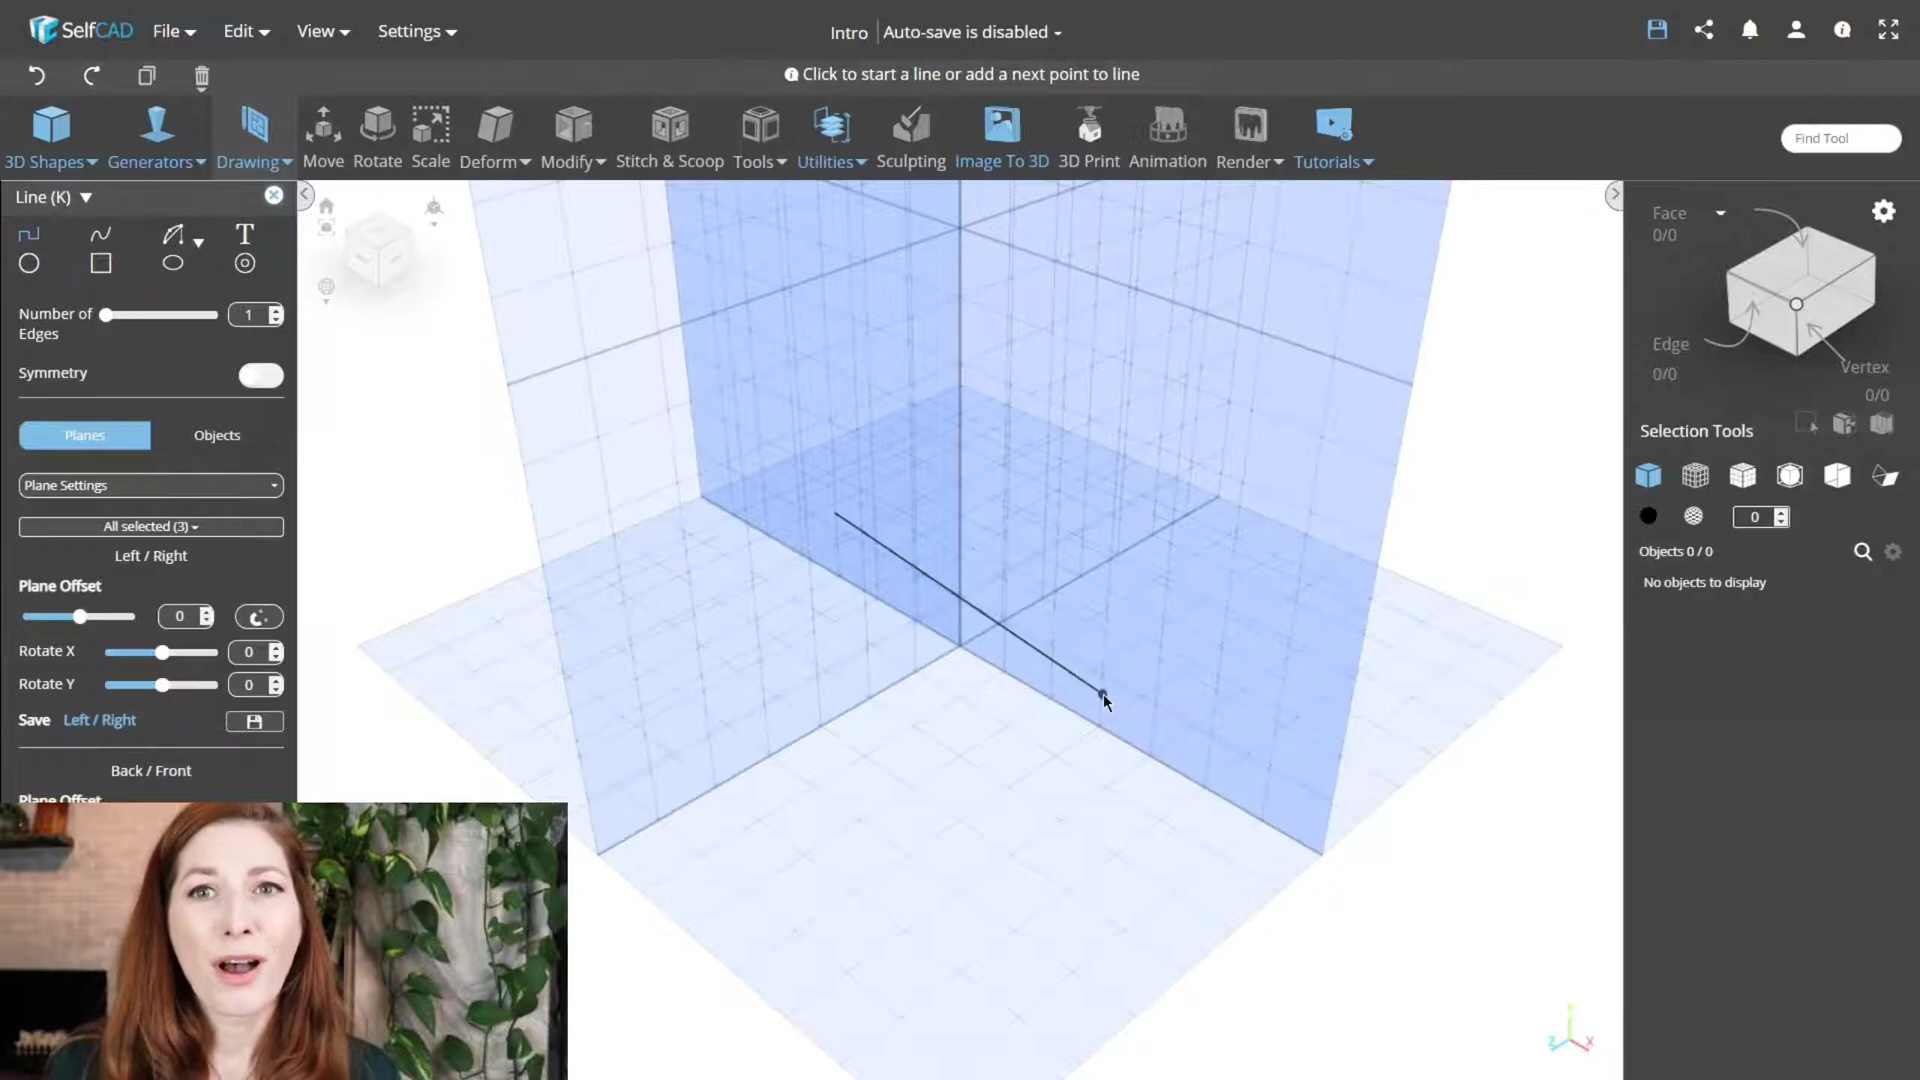 SelfCAD File Edit View Settings Intro Auto-save is disabled
Click to start a line or add a next point to line
3D Shapes Generators Drawing Move Rotate Scale Deform Modify Stitch & Scoop Tools Utilities Sculpting Image To 3D 3D Print Animation Render Tutorials Find Tool
Line (K)
T
Number of Edges 1
Symmetry
Planes Objects
Plane Settings
All selected (3)
Left / Right
Plane Offset
0
Rotate X 0
Rotate Y 0
Save Left / Right
Back / Front
Plane Offset
Y
Z X
Face
0/0
Edge
0/0
Vertex
0/0
Selection Tools
0
Objects 0 / 0
No objects to display